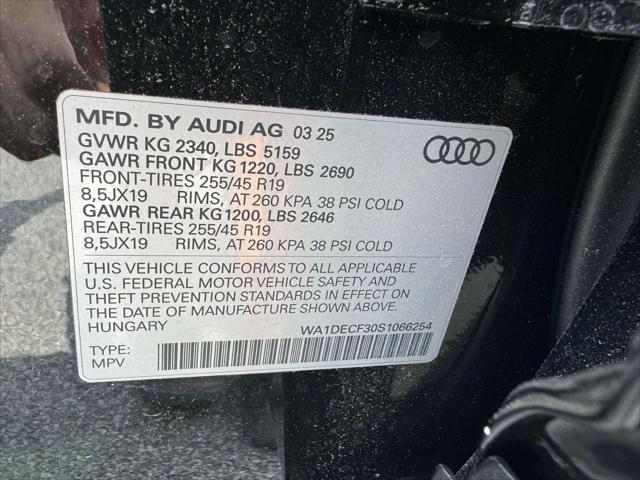 MFD. BY AUDI AG 03 25
GVWR KG 2340, LBS 5159
GAWR FRONT KG 1220, LBS 2690
FRONT-TIRES 255/45 R19
8,5JX19 RIMS, AT 260 KPA 38 PSI COLD
GAWR REAR KG 1200, LBS 2646
REAR-TIRES 255/45 R19
8,5JX19 RIMS, AT 260 KPA 38 PSI COLD
THIS VEHICLE CONFORMS TO ALL APPLICABLE
U.S. FEDERAL MOTOR VEHICLE SAFETY AND
THEFT PREVENTION STANDARDS IN EFFECT ON
THE DATE OF MANUFACTURE SHOWN ABOVE.
HUNGARY WA1DECF30S1066254
TYPE:
MPV